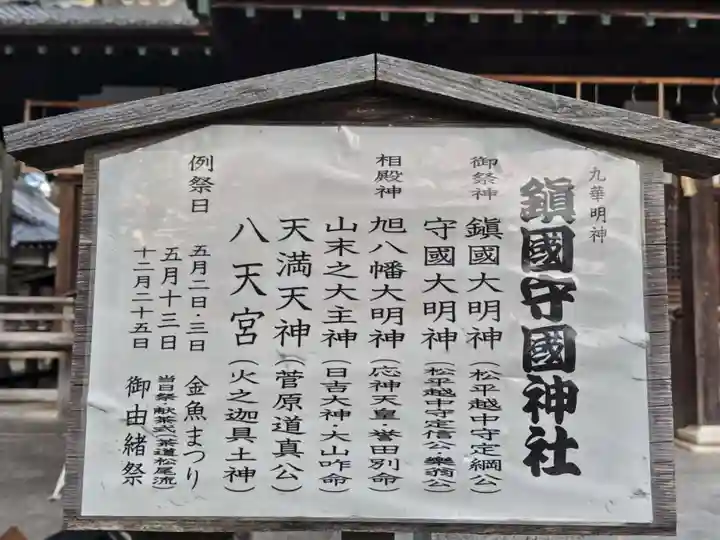 九華明神
鎭國守國神社
御祭神
鎭國大明神（松平越中守定綱公）
守國大明神（松平越中守定信公・樂翁公）
相殿神
旭八幡大明神（応神天皇・誉田別命）
山末之大主神（日吉大神・大山咋命）
天満天神（菅原道真公）
八天宮（火之迦具土神）
例祭日
五月二日・三日 金魚まつり
五月十三日 当日祭 献茶式（茶道松尾流）
十二月二十五日 御由緒祭